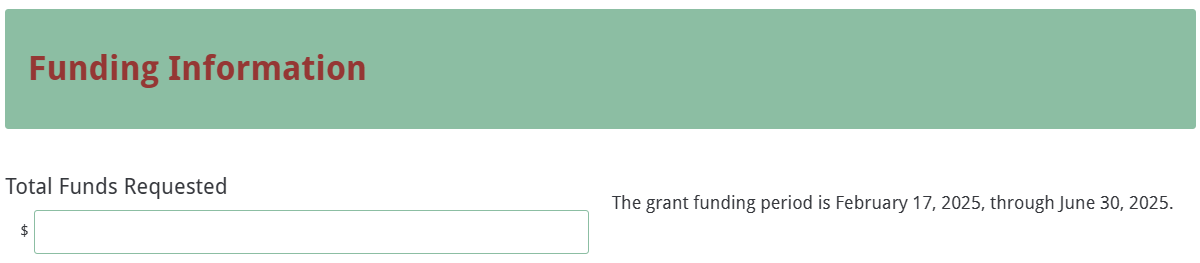 Funding Information
Total Funds Requested
The grant funding period is February 17, 2025, through June 30, 2025.
$